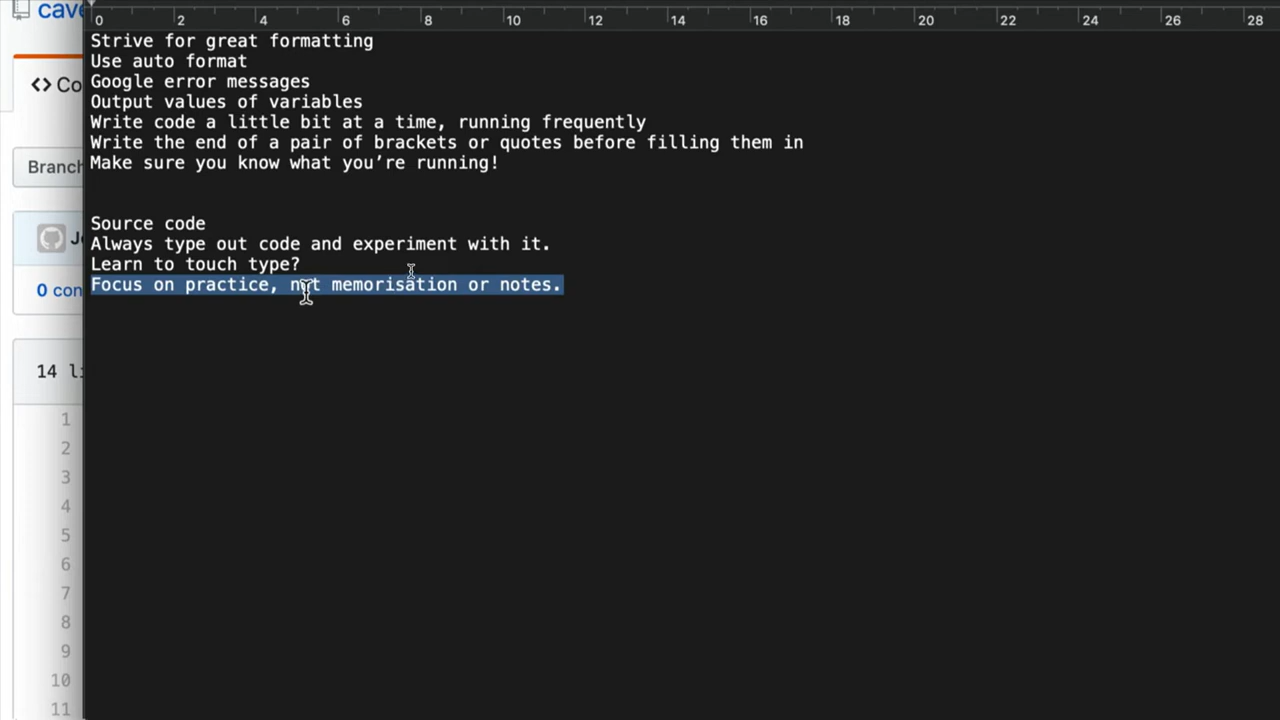 cave
0 2 4 6 8 10 12 14 16 18 20 22 24 26 28
Strive for great formatting
Use auto format
<> Co
Google error messages
Output values of variables
Write code a little bit at a time, running frequently
Write the end of a pair of brackets or quotes before filling them in
Branch
Make sure you know what you’re running!
Source code
Always type out code and experiment with it.
Learn to touch type?
Focus on practice, not memorisation or notes.
0 con
14 li
1
2
3
4
5
6
7
8
9
10
11